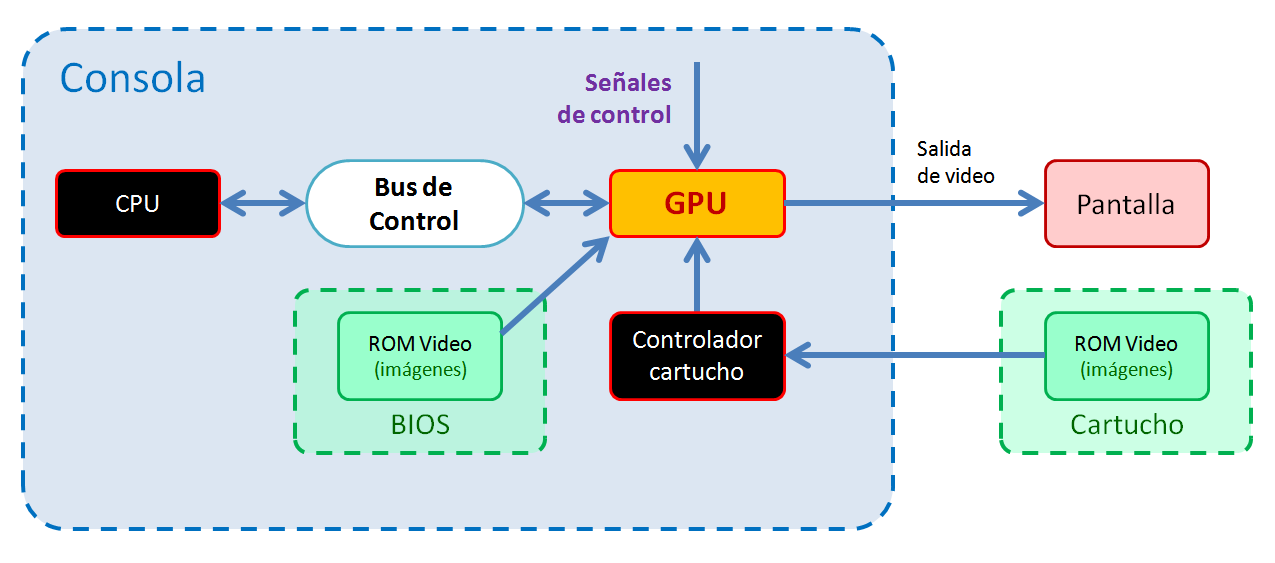 Consola
Señales
de control
Salida
de video
CPU
Bus de
Control
GPU
Pantalla
ROM Video
(imágenes)
BIOS
Controlador
cartucho
ROM Video
(imágenes)
Cartucho